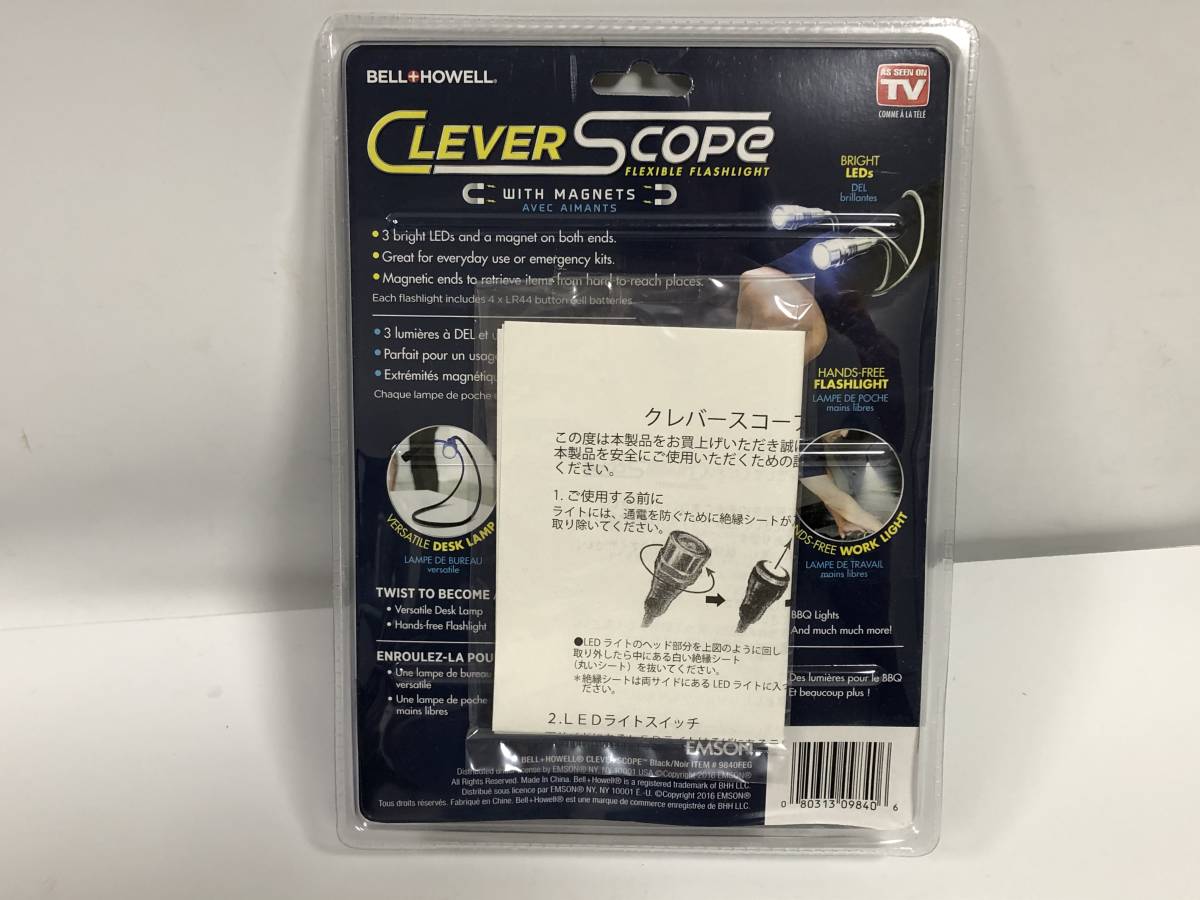 BELL+HOWELL®
AS SEEN ON
TV
COMME À LA TÉLÉ
CLEVER SCOPE
FLEXIBLE FLASHLIGHT
WITH MAGNETS
AVEC AIMANTS
BRIGHT
LEDs
DEL
brillantes
• 3 bright LEDs and a magnet on both ends.
• Great for everyday use or emergency kits.
• Magnetic ends to retrieve items from hard-to-reach places.
Each flashlight includes 4 x LR44 button cell batteries
• 3 lumières à DEL et
• Parfait pour un usag
• Extrémités magnétiq
Chaque lampe de poche
HANDS-FREE
FLASHLIGHT
LAMPE DE POCHE
mains libres
クレバースコー
この度は本製品をお買上げいただき誠に
本製品を安全にご使用いただくための
ください。
1. ご使用する前に
ライトには、通電を防ぐために絶縁シートが
取り除いてください。
●LED ライトのヘッド部分を上図のように回し
取り外したら中にある白い絶縁シート
（丸いシート）を抜いてください。
＊絶縁シートは両サイドにある LED ライトに入っ
ださい。
2.ＬＥＤライトスイッチ
VERSATILE DESK LAMP
LAMPE DE BUREAU
versatile
NDS-FREE WORK LIGHT
LAMPE DE TRAVAIL
mains libres
TWIST TO BECOME
• Versatile Desk Lamp
• Hands-free Flashlight
BBQ Lights
And much much more!
ENROULEZ-LA POU
• Une lampe de bureau
versatile
• Une lampe de poche
mains libres
Des lumières pour le BBQ
Et beaucoup plus !
EMSON
BELL+HOWELL® CLEVER SCOPE™ Black/Noir ITEM # 9840FEG
Distributed under license by EMSON® NY, NY 10001 USA ©Copyright 2016 EMSON®
All Rights Reserved. Made In China. Bell+Howell® is a registered trademark of BHH LLC.
Distribué sous licence par EMSON® NY, NY 10001 É.-U. ©Copyright 2016 EMSON®
Tous droits réservés. Fabriqué en Chine. Bell+Howell® est une marque de commerce enregistrée de BHH LLC.
0 80313 09840 6